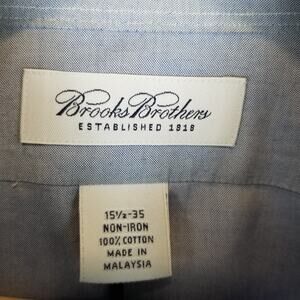 Brooks Brothers
ESTABLISHED 1818
15½-35
NON-IRON
100% COTTON
MADE IN
MALAYSIA